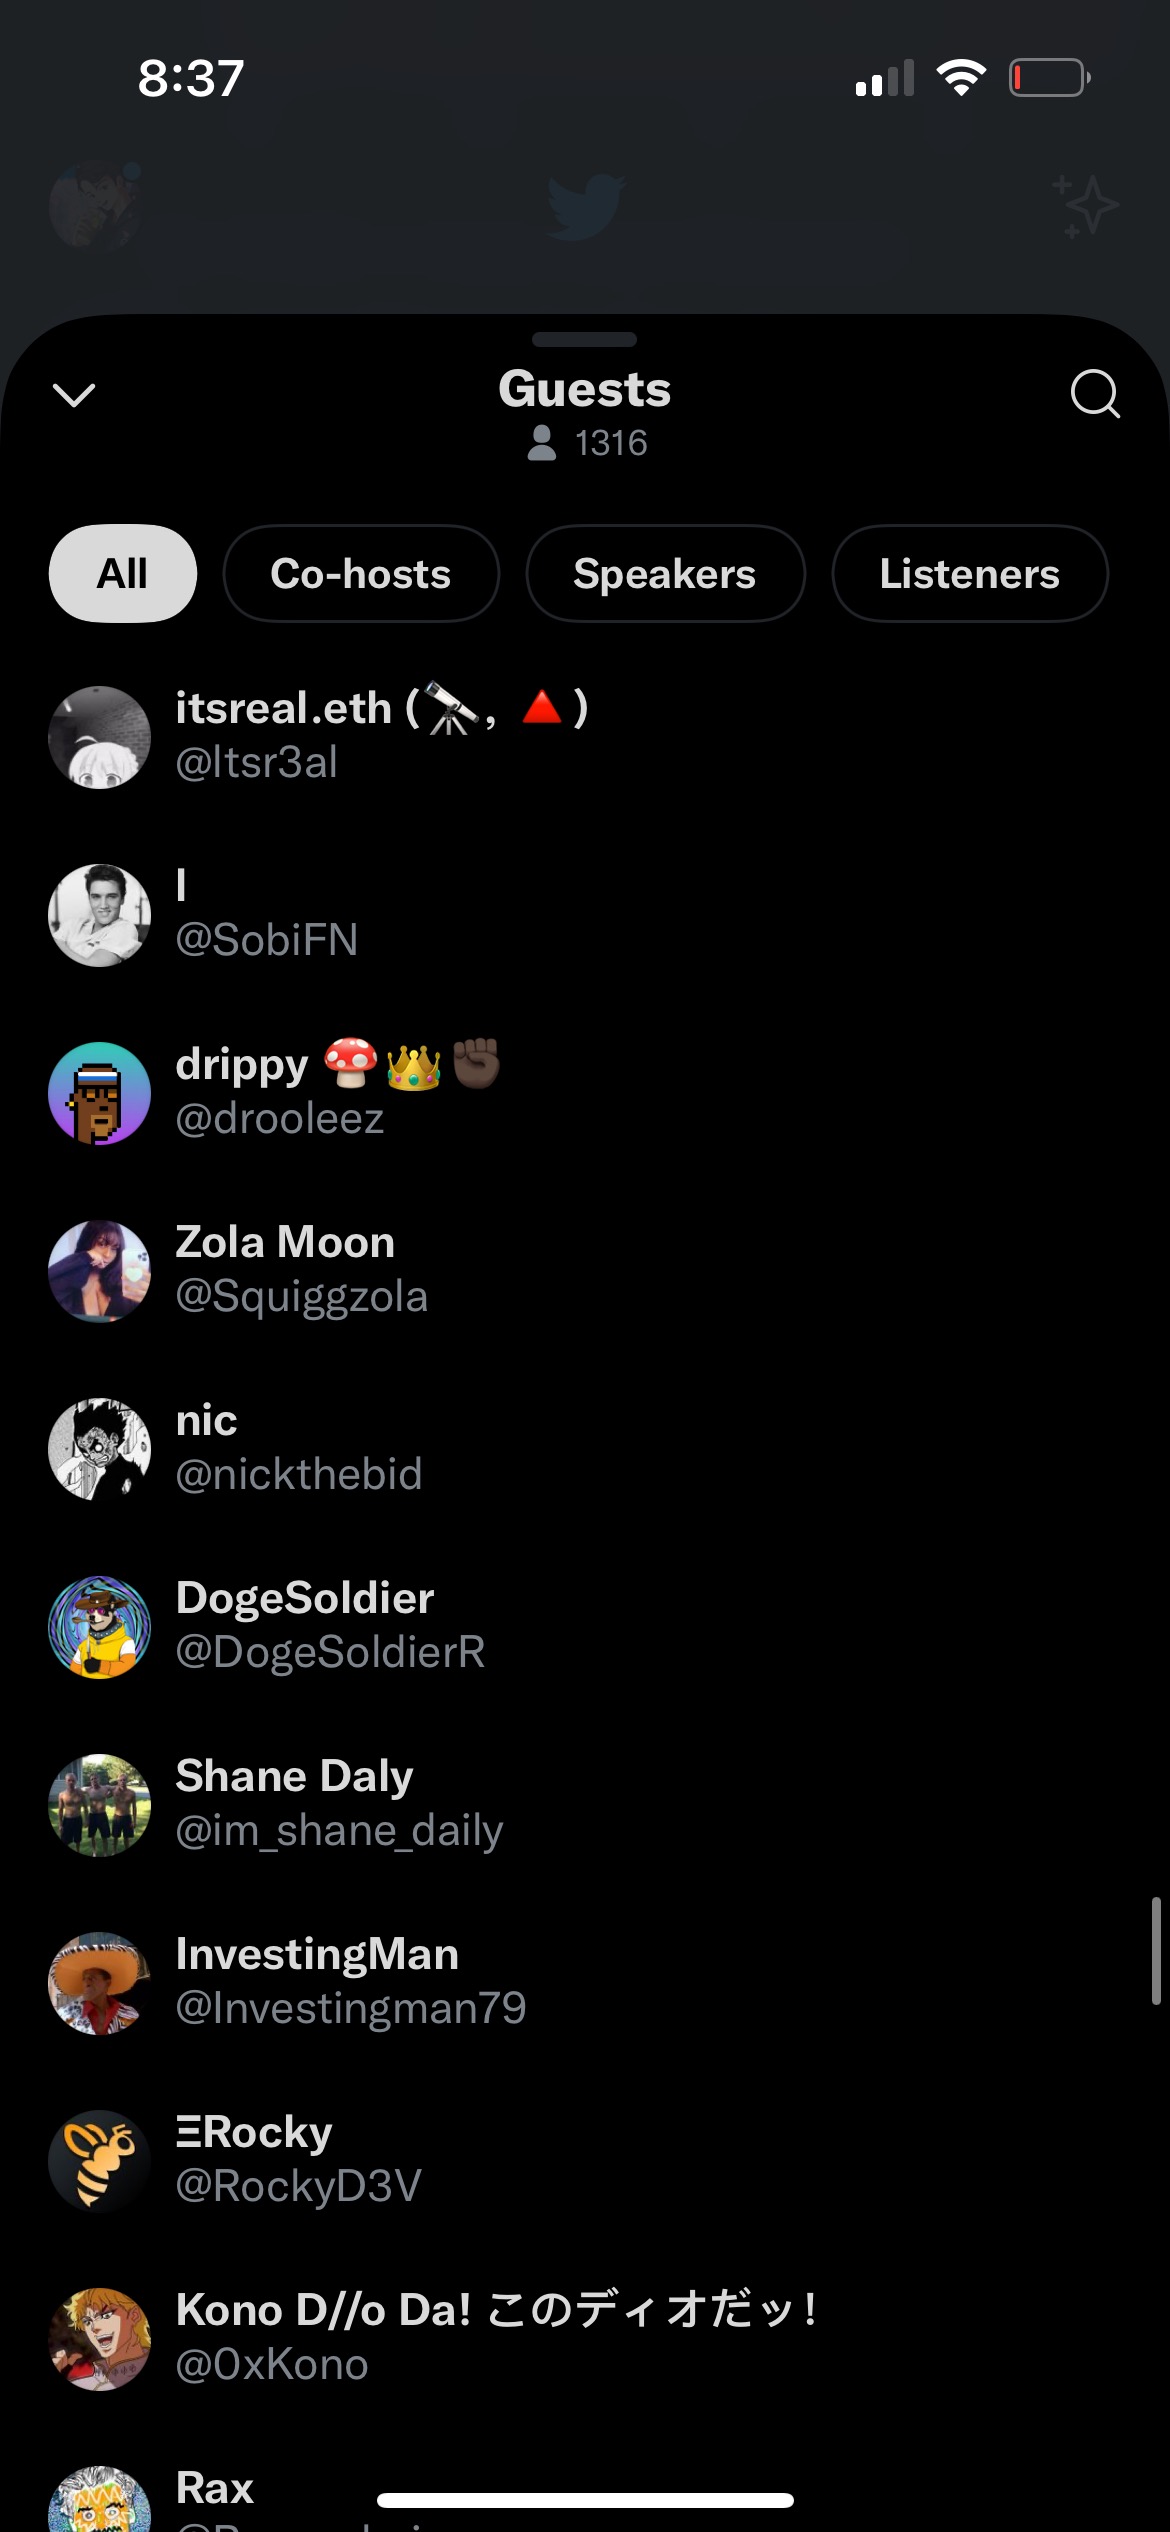 8:37
Guests
1316
All
Co-hosts
Speakers
Listeners
itsreal.eth (🔭, 🔺)
@Itsr3al
I
@SobiFN
drippy 🍄👑✊🏿
@drooleez
Zola Moon
@Squiggzola
nic
@nickthebid
DogeSoldier
@DogeSoldierR
Shane Daly
@im_shane_daily
InvestingMan
@Investingman79
ΞRocky
@RockyD3V
Kono D//o Da! このディオだッ!
@0xKono
Rax